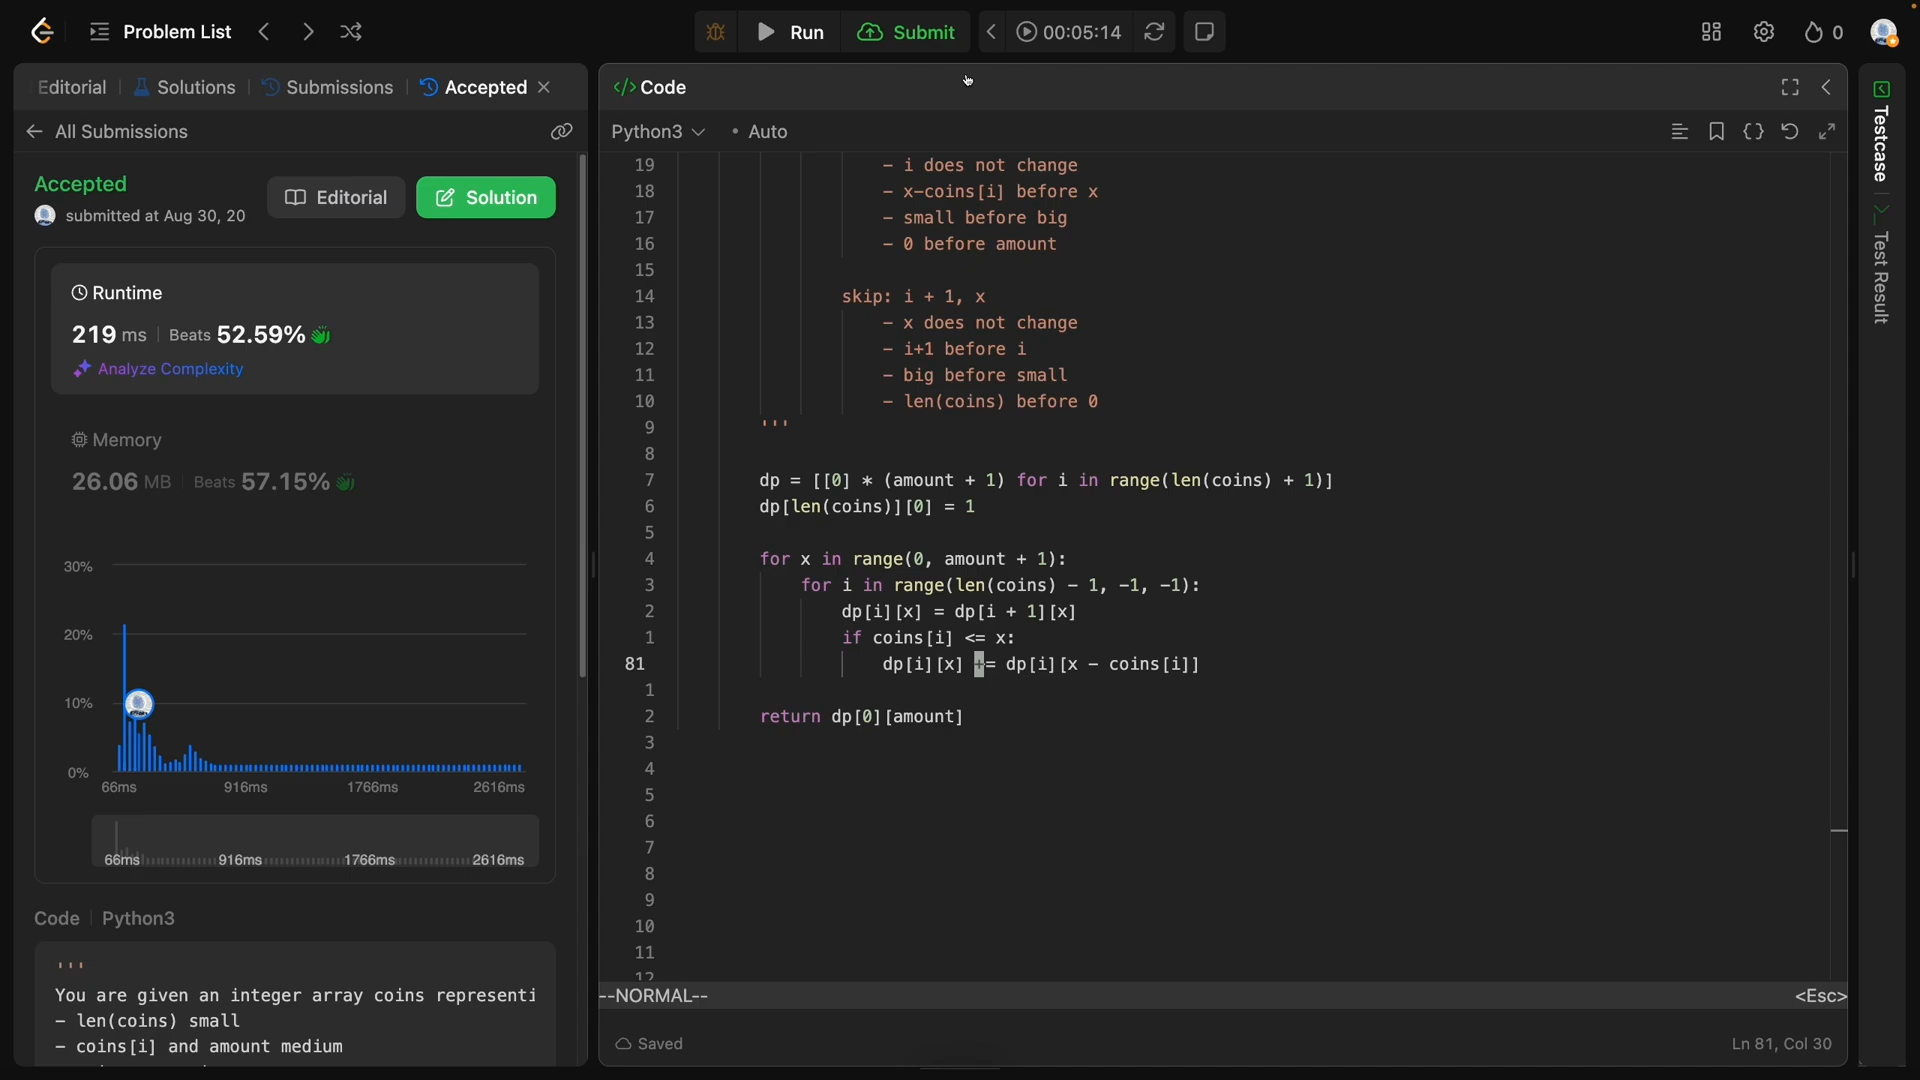 Problem List
Run
Submit
00:05:14
0
Editorial
Solutions
Submissions
Accepted
All Submissions
Accepted
submitted at Aug 30, 20
Editorial
Solution
Runtime
219 ms | Beats 52.59%
Analyze Complexity
Memory
26.06 MB | Beats 57.15%
30%
20%
10%
0%
66ms 916ms 1766ms 2616ms
66ms 916ms 1766ms 2616ms
Code | Python3
'''
You are given an integer array coins representi
- len(coins) small
- coins[i] and amount medium
</> Code
Python3 • Auto
19 - i does not change
18 - x-coins[i] before x
17 - small before big
16 - 0 before amount
15
14 skip: i + 1, x
13 - x does not change
12 - i+1 before i
11 - big before small
10 - len(coins) before 0
9 '''
8
7 dp = [[0] * (amount + 1) for i in range(len(coins) + 1)]
6 dp[len(coins)][0] = 1
5
4 for x in range(0, amount + 1):
3 for i in range(len(coins) - 1, -1, -1):
2 dp[i][x] = dp[i + 1][x]
1 if coins[i] <= x:
81 dp[i][x] += dp[i][x - coins[i]]
1
2 return dp[0][amount]
3
4
5
6
7
8
9
10
11
12
--NORMAL-- <Esc>
Saved
Ln 81, Col 30
Testcase
Test Result